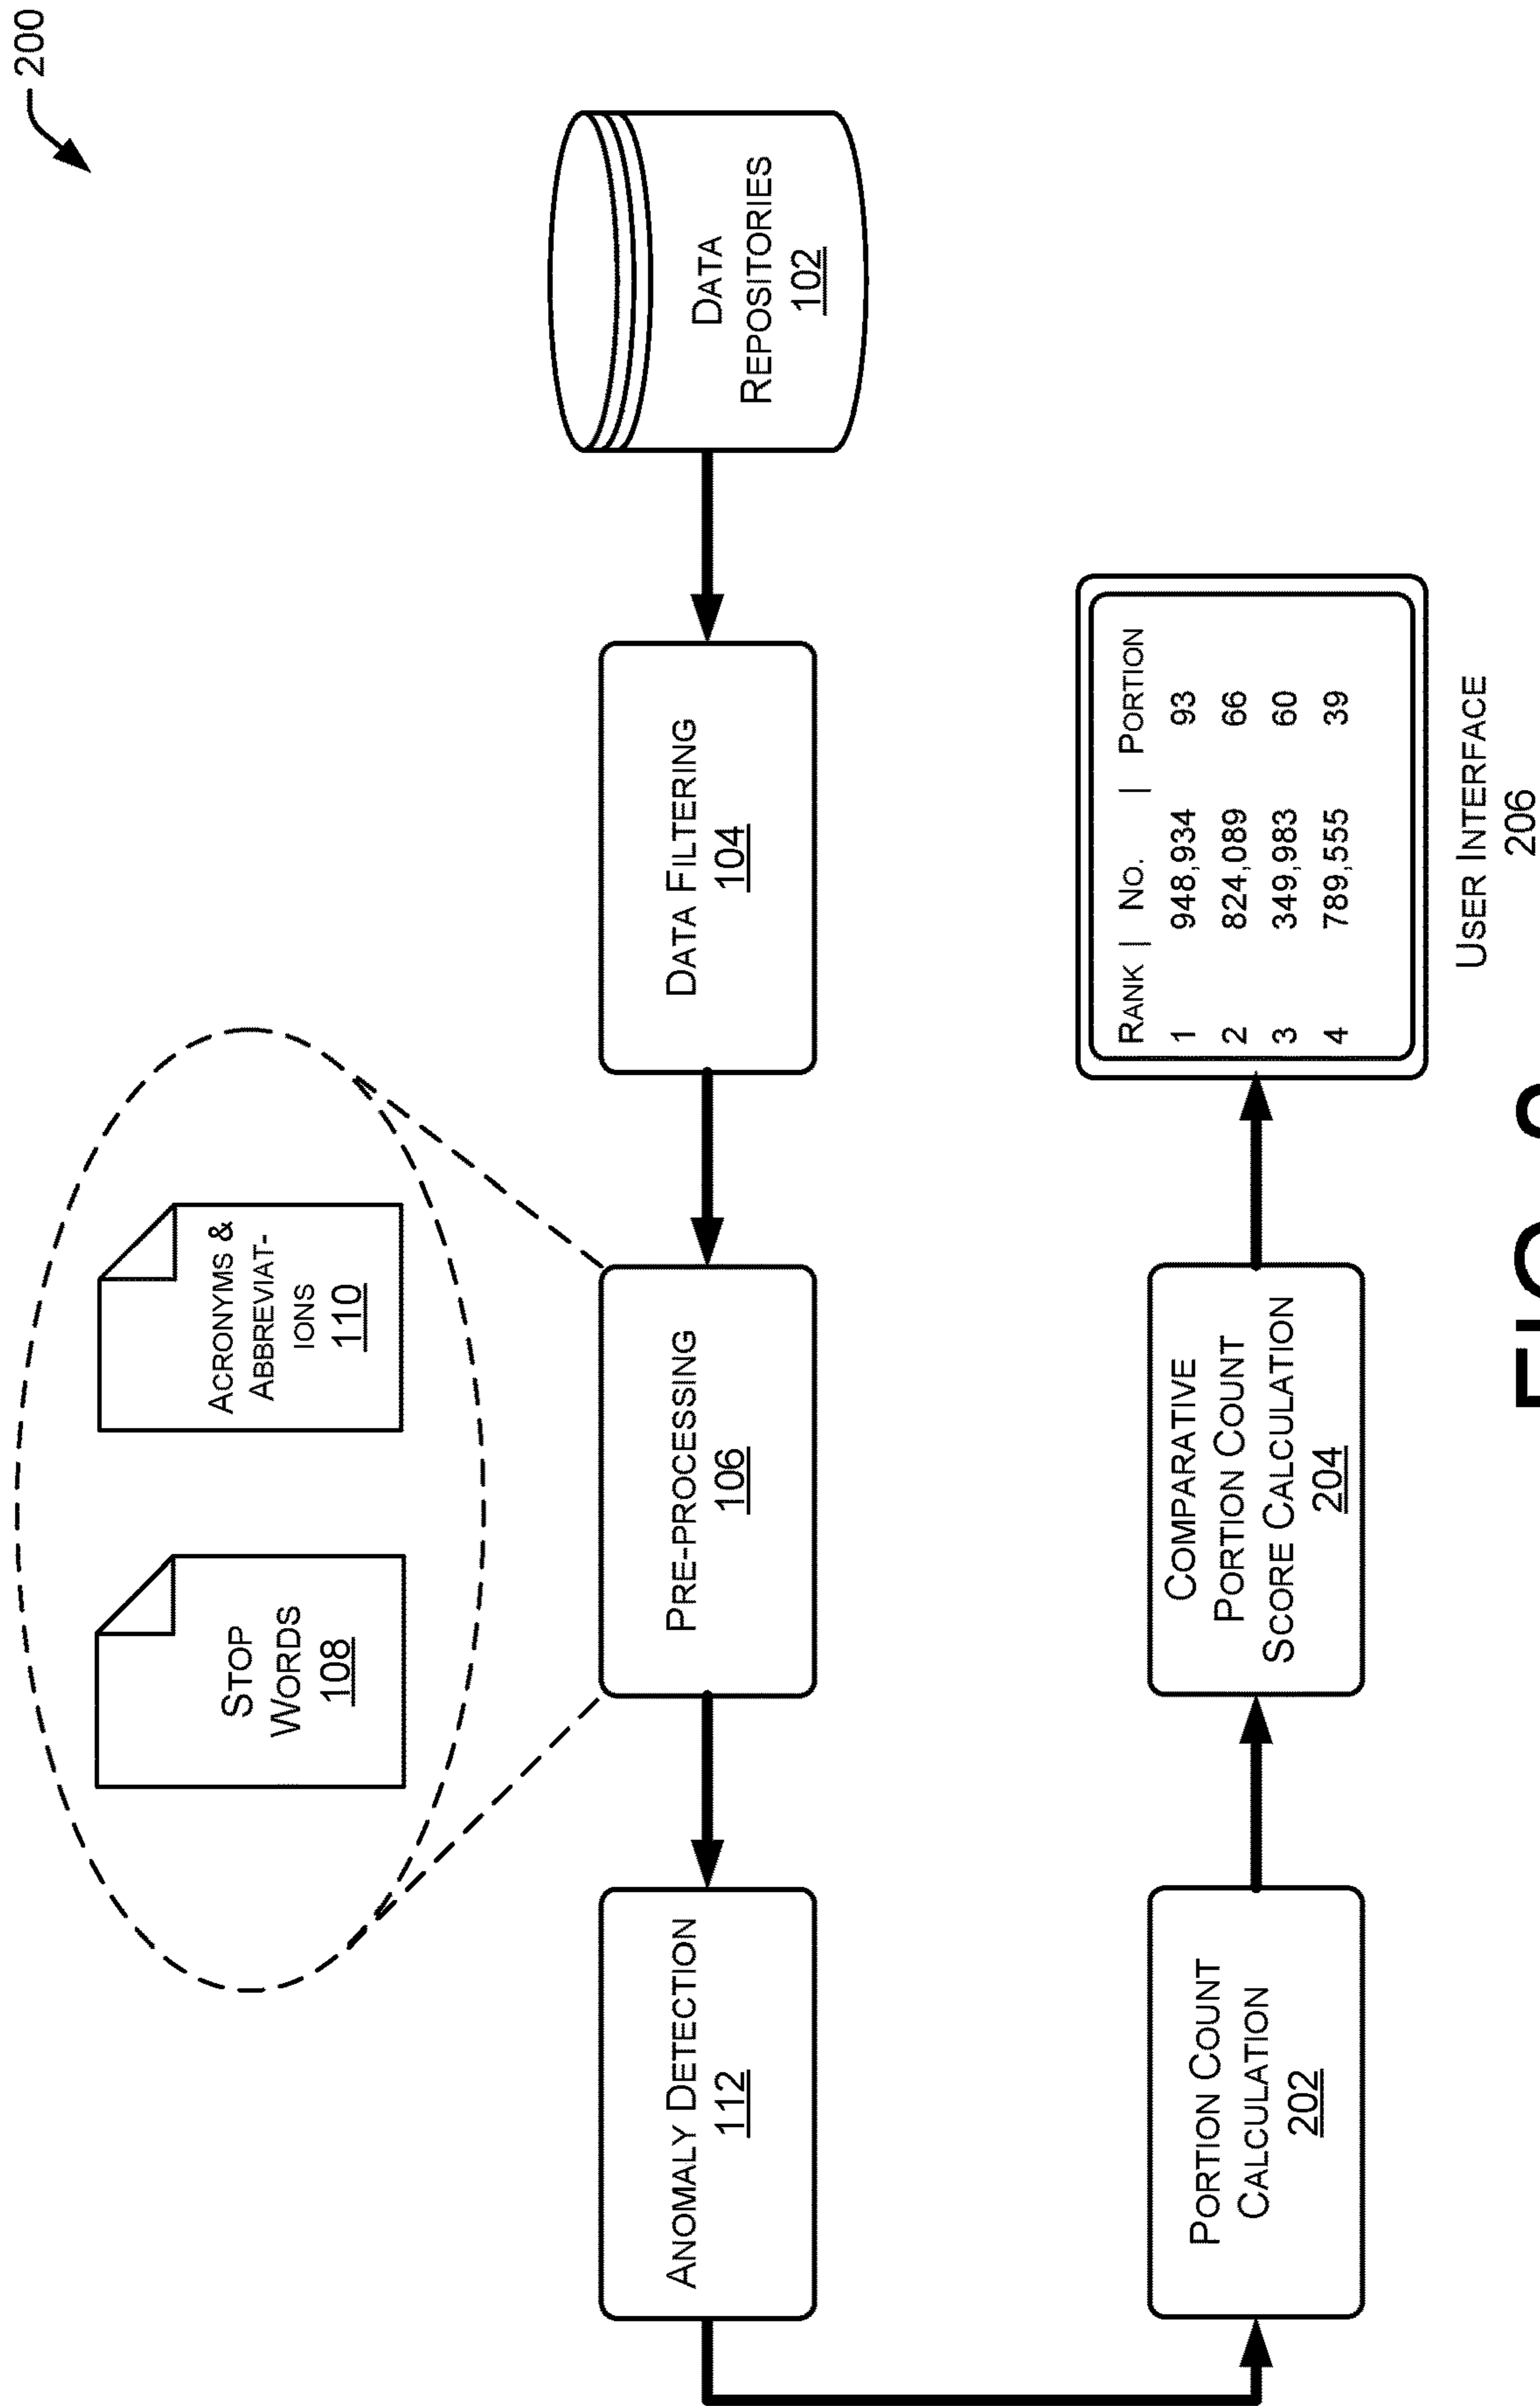 200
STOP
WORDS
108
ACRONYMS &
ABBREVIAT-
IONS
110
ANOMALY DETECTION
112
PRE-PROCESSING
106
DATA FILTERING
104
DATA
REPOSITORIES
102
PORTION COUNT
CALCULATION
202
COMPARATIVE
PORTION COUNT
SCORE CALCULATION
204
RANK | NO. | PORTION
1 948,934 93
2 824,089 66
3 349,983 60
4 789,555 39
USER INTERFACE
206